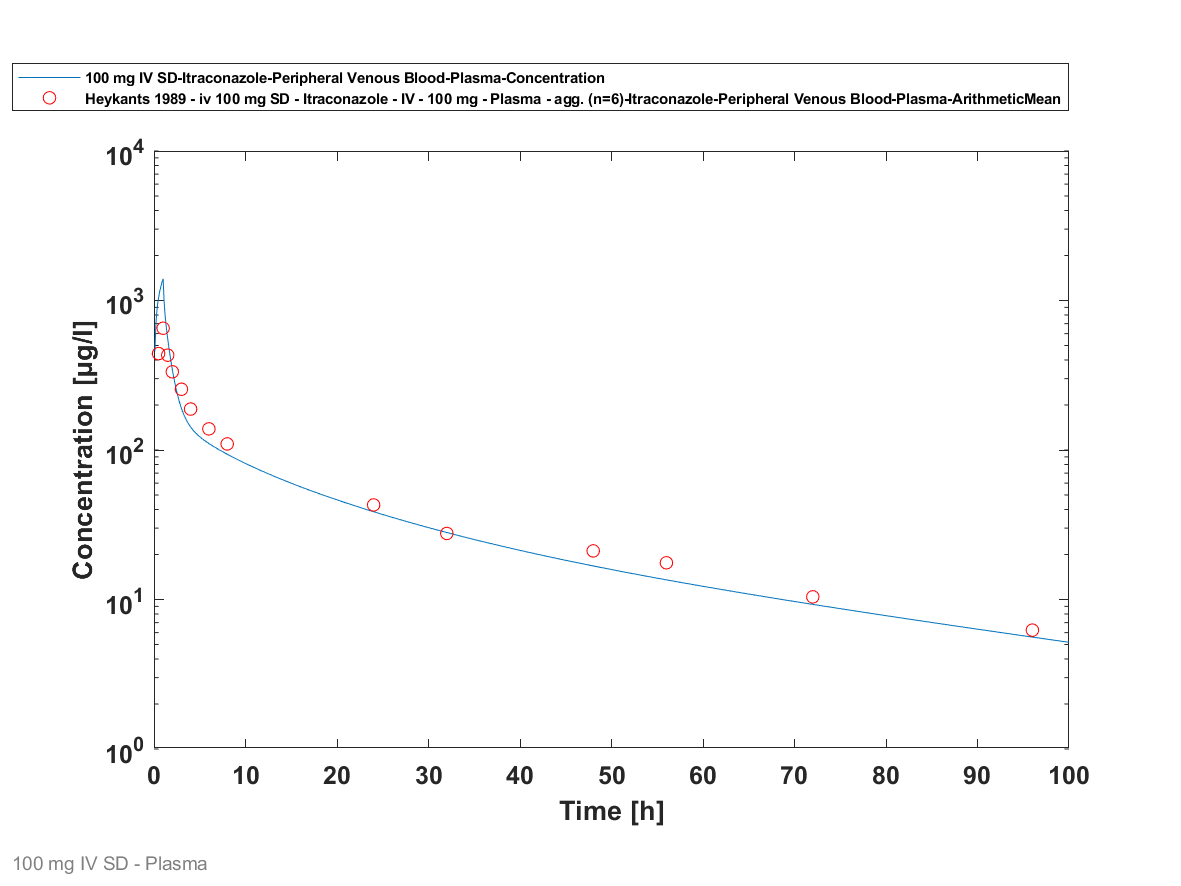 100 mg IV SD-Itraconazole-Peripheral Venous Blood-Plasma-Concentration
Heykants 1989 - iv 100 mg SD - Itraconazole - IV - 100 mg - Plasma - agg. (n=6)-Itraconazole-Peripheral Venous Blood-Plasma-ArithmeticMean
10^4
10^3
10^2
10^1
10^0
Concentration [µg/l]
0 10 20 30 40 50 60 70 80 90 100
Time [h]
100 mg IV SD - Plasma